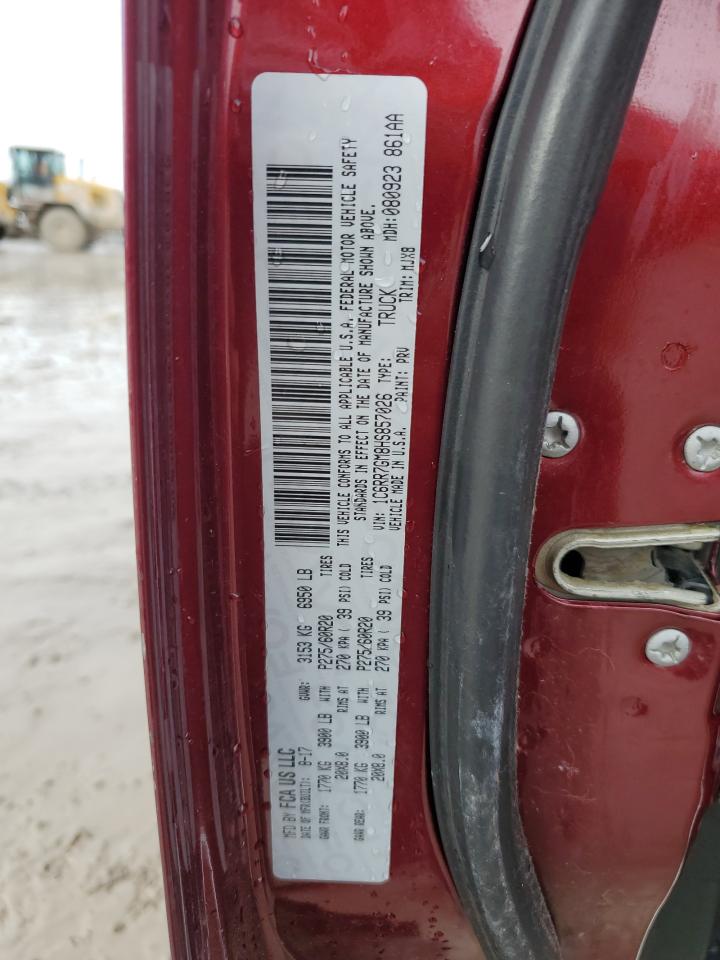 MFD BY FCA US LLC
DATE OF MFR(BUILT): 8-17 GVWR: 3153 KG 6950 LB
GAWR FRONT: 1770 KG 3900 LB WITH P275/60R20 TIRES
20X8.0 RIMS AT 270 KPA ( 39 PSI) COLD
GAWR REAR: 1770 KG 3900 LB WITH P275/60R20 TIRES
20X8.0 RIMS AT 270 KPA ( 39 PSI) COLD
THIS VEHICLE CONFORMS TO ALL APPLICABLE U.S.A. FEDERAL MOTOR VEHICLE SAFETY
STANDARDS IN EFFECT ON THE DATE OF MANUFACTURE SHOWN ABOVE.
VIN: 1C6RR7GM8HS857026 TYPE: TRUCK MDH: 080923 861AA
VEHICLE MADE IN U.S.A. PAINT: PRV TRIM: MJX8